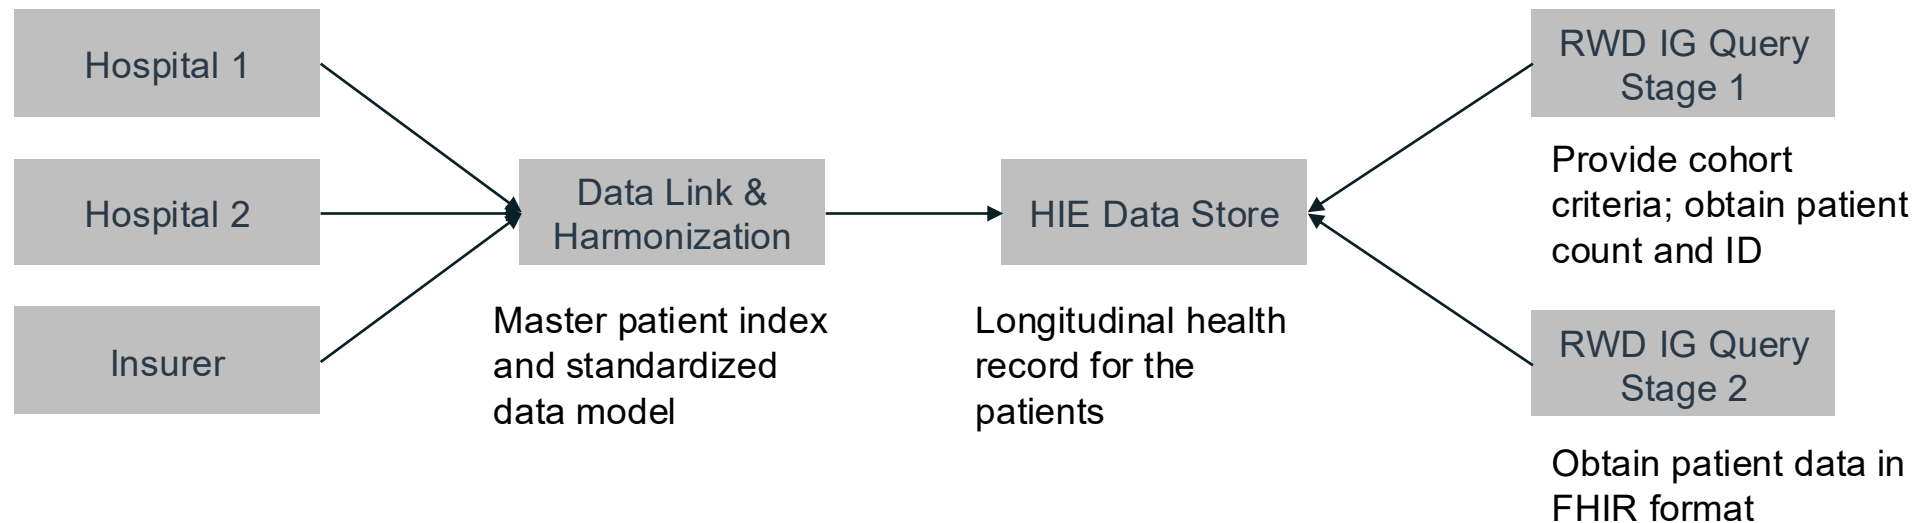 Hospital 1
Hospital 2
Insurer
Data Link &
Harmonization
Master patient index
and standardized
data model
HIE Data Store
Longitudinal health
record for the
patients
RWD IG Query
Stage 1
Provide cohort
criteria; obtain patient
count and ID
RWD IG Query
Stage 2
Obtain patient data in
FHIR format